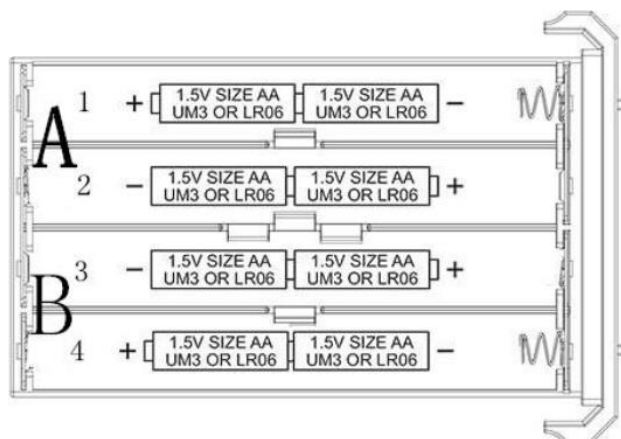 A
1 + 1.5V SIZE AA 1.5V SIZE AA -
UM3 OR LR06 UM3 OR LR06
2 - 1.5V SIZE AA 1.5V SIZE AA +
UM3 OR LR06 UM3 OR LR06
B
3 - 1.5V SIZE AA 1.5V SIZE AA +
UM3 OR LR06 UM3 OR LR06
4 + 1.5V SIZE AA 1.5V SIZE AA -
UM3 OR LR06 UM3 OR LR06